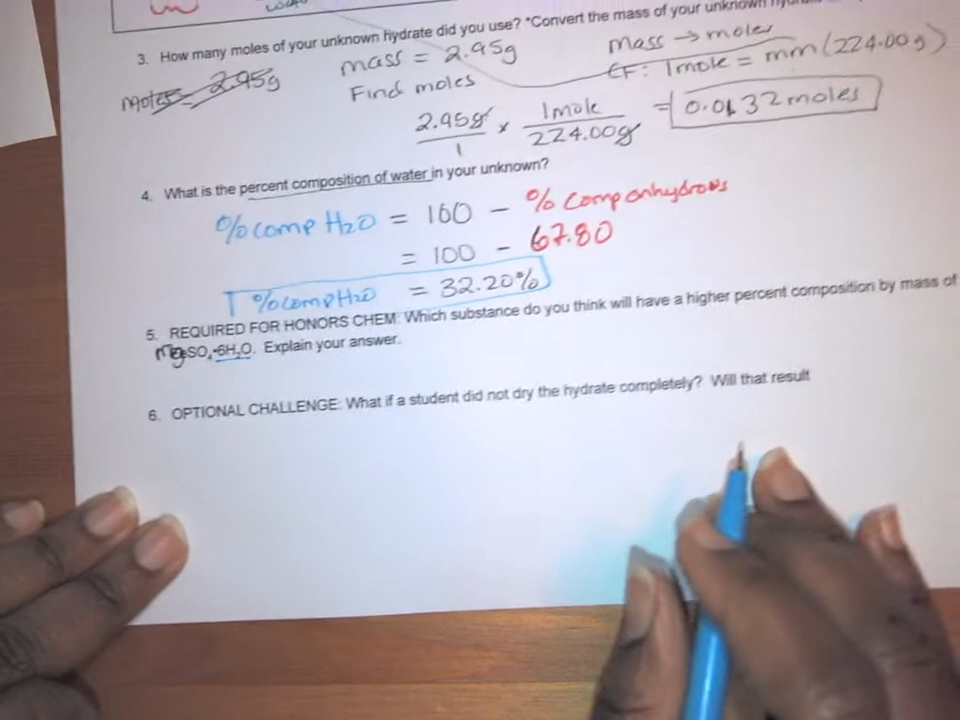 3. How many moles of your unknown hydrate did you use? *Convert the mass of your unknown
moles = 2.95g
mass = 2.95g
Find moles
mass → moles
CF: 1mole = mm (224.00g)
2.95g/1 × 1mole/224.00g = 0.0132 moles
4. What is the percent composition of water in your unknown?
% comp H2O = 100 - % comp anhydrous
= 100 - 67.80
% comp H2O = 32.20%
5. REQUIRED FOR HONORS CHEM: Which substance do you think will have a higher percent composition by mass of
MgSO4•6H2O. Explain your answer.
6. OPTIONAL CHALLENGE: What if a student did not dry the hydrate completely? Will that result